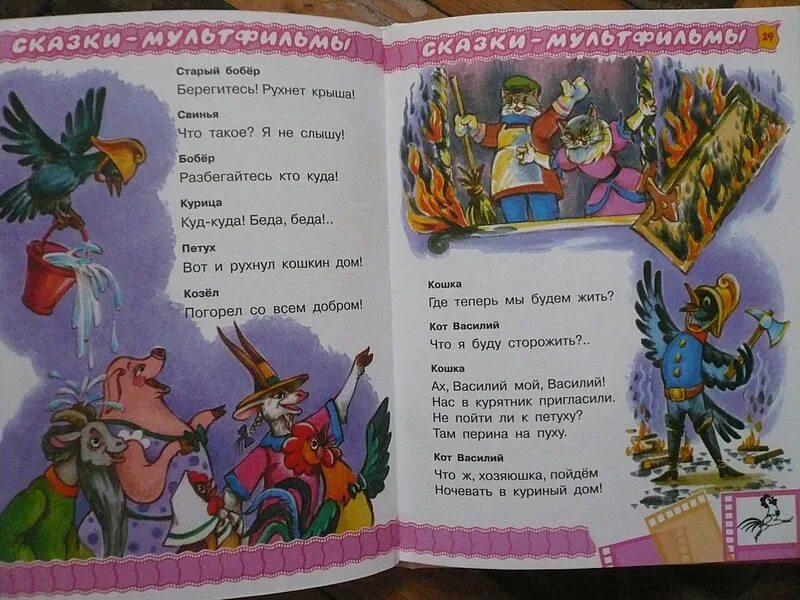 СКАЗКИ-МУЛЬТФИЛЬМЫ
Старый бобёр
Берегитесь! Рухнет крыша!
Свинья
Что такое? Я не слышу!
Бобёр
Разбегайтесь кто куда!
Курица
Куд-куда! Беда, беда!..
Петух
Вот и рухнул кошкин дом!
Козёл
Погорел со всем добром!
СКАЗКИ-МУЛЬТФИЛЬМЫ
29
Кошка
Где теперь мы будем жить?
Кот Василий
Что я буду сторожить?..
Кошка
Ах, Василий мой, Василий!
Нас в курятник пригласили.
Не пойти ли к петуху?
Там перина на пуху.
Кот Василий
Что ж, хозяюшка, пойдём
Ночевать в куриный дом!